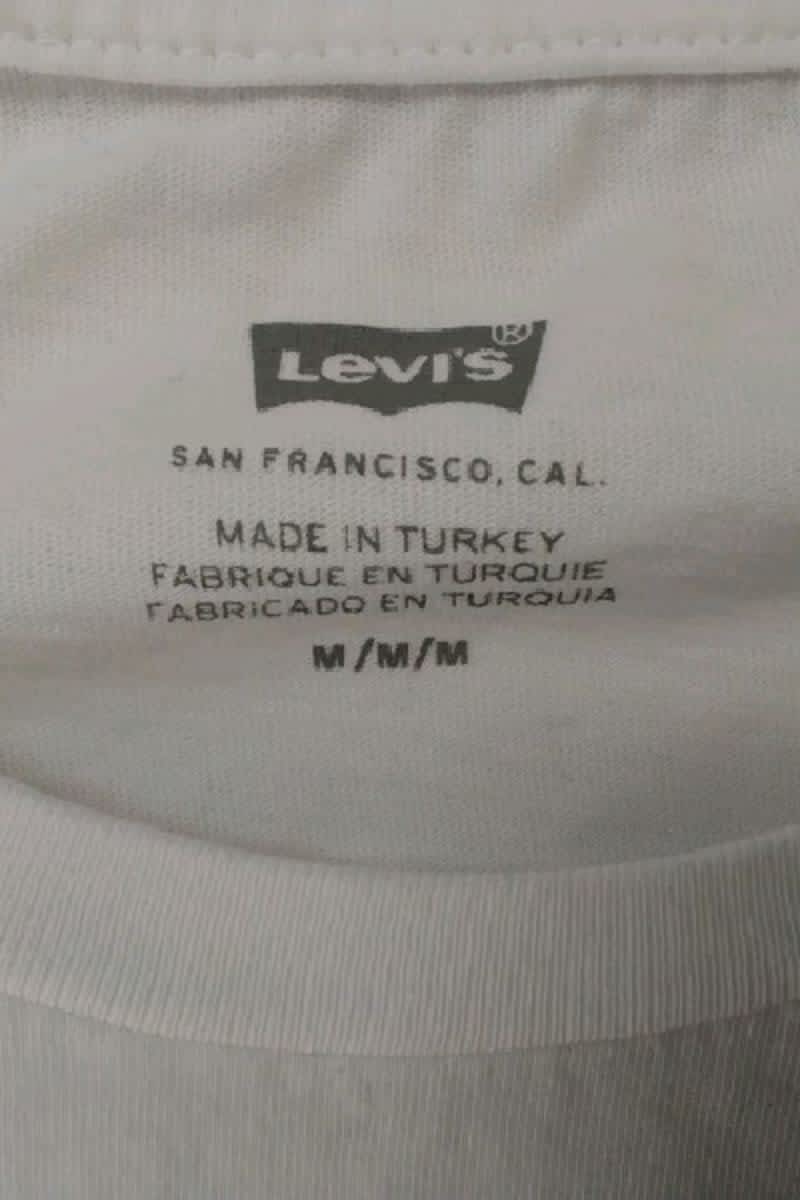 Levi's®
SAN FRANCISCO, CAL.
MADE IN TURKEY
FABRIQUE EN TURQUIE
FABRICADO EN TURQUIA
M/M/M